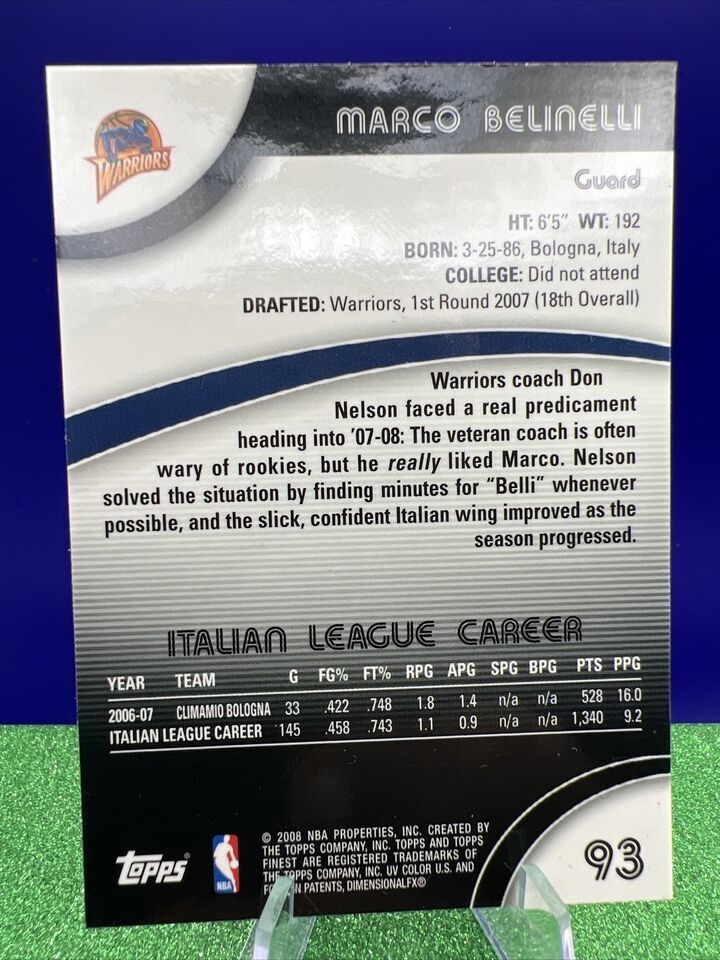 WARRIORS
MARCO BELINELLI
Guard
HT: 6'5" WT: 192
BORN: 3-25-86, Bologna, Italy
COLLEGE: Did not attend
DRAFTED: Warriors, 1st Round 2007 (18th Overall)
Warriors coach Don
Nelson faced a real predicament
heading into '07-08: The veteran coach is often
wary of rookies, but he really liked Marco. Nelson
solved the situation by finding minutes for "Belli" whenever
possible, and the slick, confident Italian wing improved as the
season progressed.
ITALIAN LEAGUE CAREER
YEAR TEAM G FG% FT% RPG APG SPG BPG PTS PPG
2006-07 CLIMAMIO BOLOGNA 33 .422 .748 1.8 1.4 n/a n/a 528 16.0
ITALIAN LEAGUE CAREER 145 .458 .743 1.1 0.9 n/a n/a 1,340 9.2
Topps®
NBA
© 2008 NBA PROPERTIES, INC. CREATED BY
THE TOPPS COMPANY, INC. TOPPS AND TOPPS
FINEST ARE REGISTERED TRADEMARKS OF
THE TOPPS COMPANY, INC. UV COLOR U.S. AND
PATENTS, DIMENSIONALFX®
93